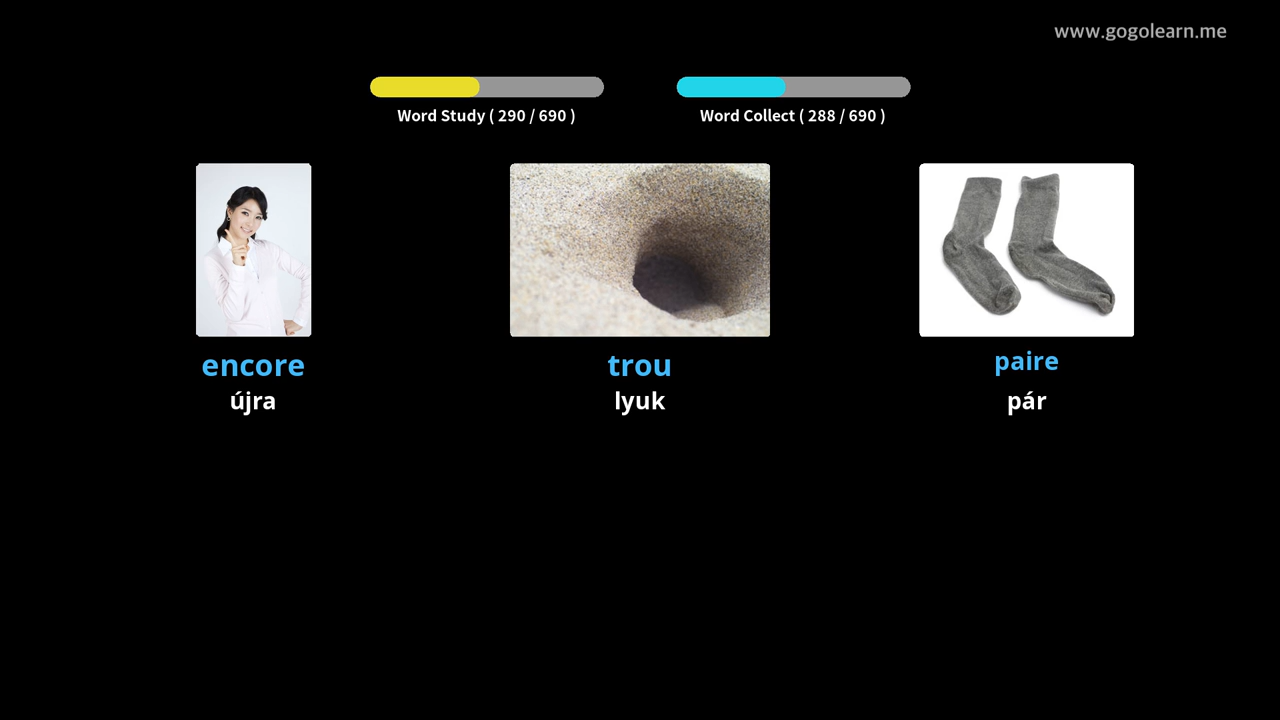 www.gogolearn.me
Word Study ( 290 / 690 )
Word Collect ( 288 / 690 )
encore
újra
trou
lyuk
paire
pár